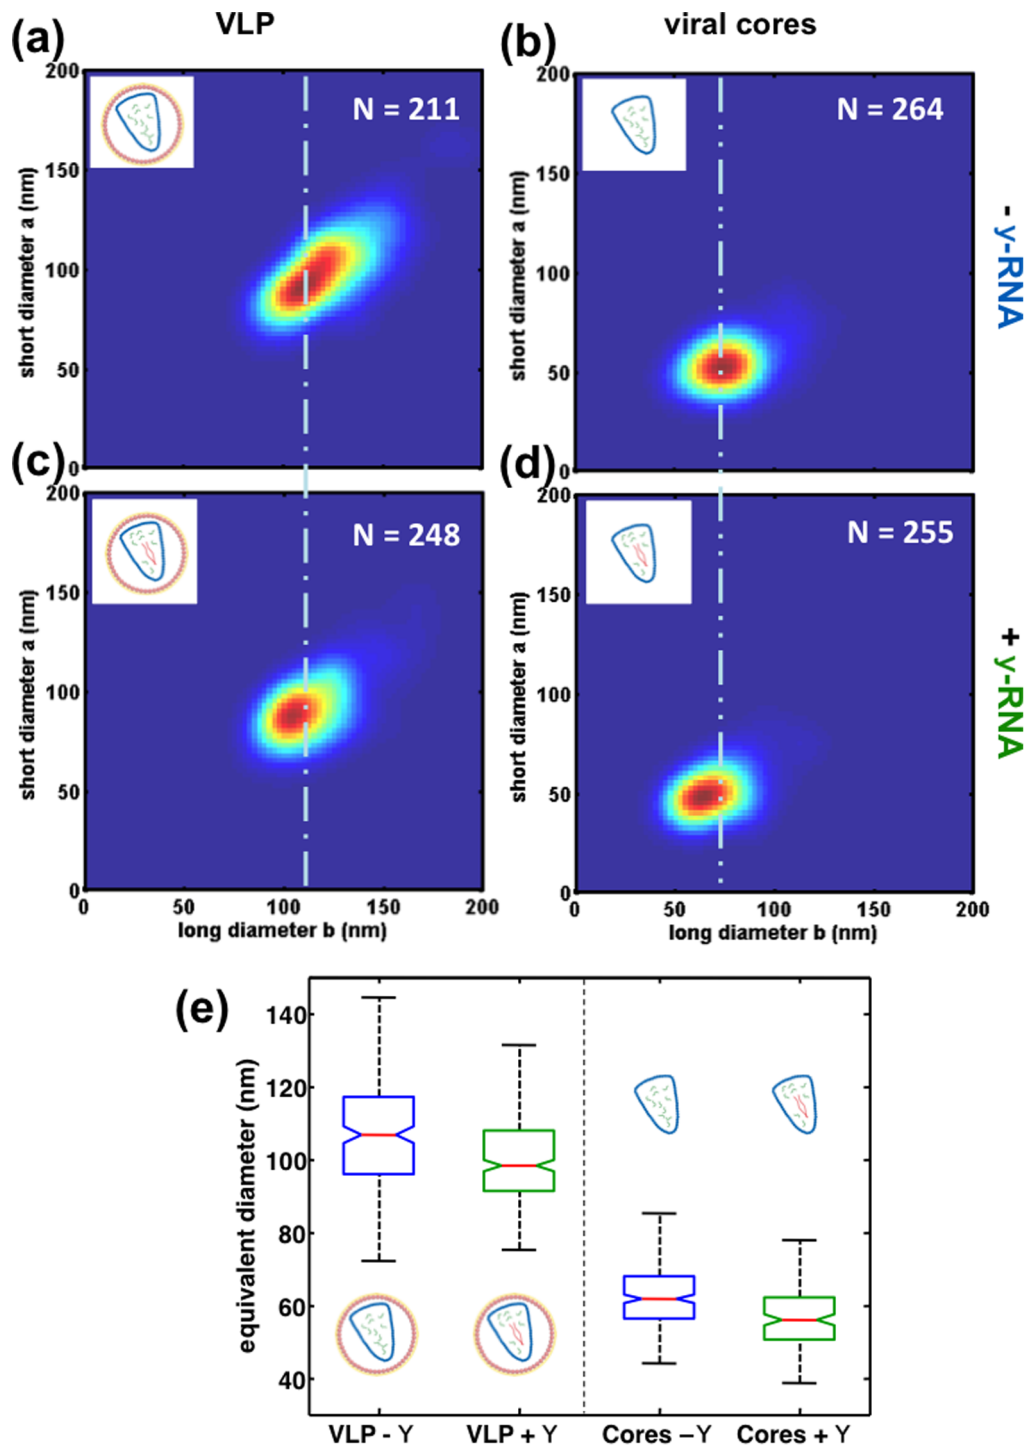 (a)
VLP
(b)
viral cores
200
150
100
50
0
short diameter a (nm)
N = 211
200
150
100
50
0
short diameter a (nm)
N = 264
- y-RNA
(c)
(d)
200
150
100
50
0
short diameter a (nm)
N = 248
0 50 100 150 200
long diameter b (nm)
200
150
100
50
0
short diameter a (nm)
N = 255
0 50 100 150 200
long diameter b (nm)
+ y-RNA
(e)
equivalent diameter (nm)
140
120
100
80
60
40
VLP - Y
VLP + Y
Cores –Y
Cores + Y